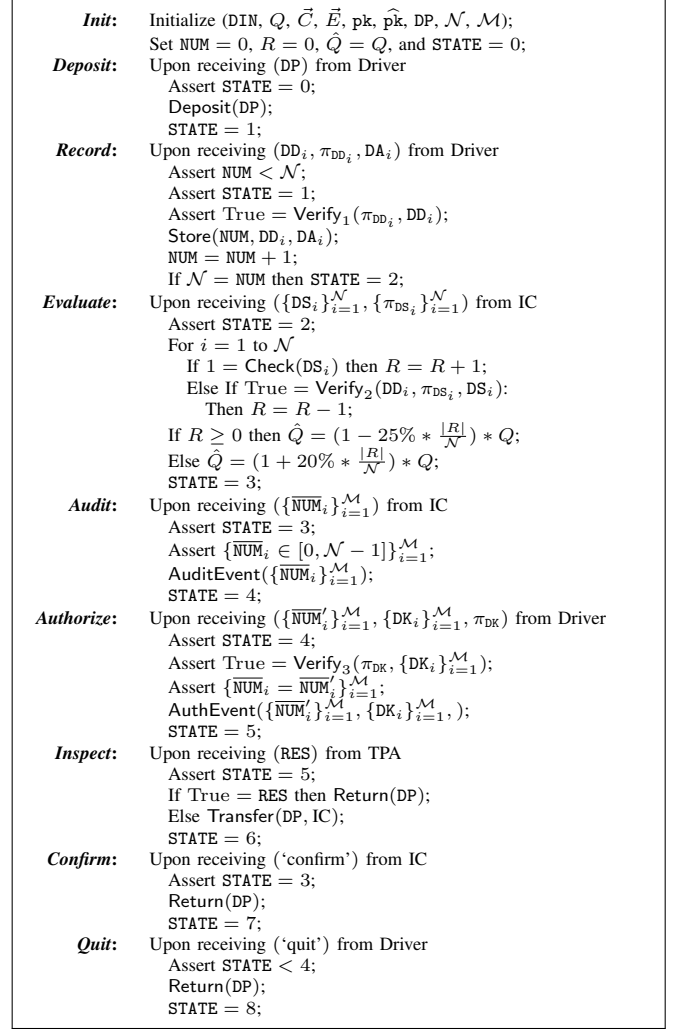 Init: Initialize (DIN, Q, C⃗, E⃗, pk, p̂k, DP, 𝒩, ℳ);
Set NUM = 0, R = 0, Q̂ = Q, and STATE = 0;
Deposit: Upon receiving (DP) from Driver
Assert STATE = 0;
Deposit(DP);
STATE = 1;
Record: Upon receiving (DD_i, π_{DD_i}, DA_i) from Driver
Assert NUM < 𝒩;
Assert STATE = 1;
Assert True = Verify_1(π_{DD_i}, DD_i);
Store(NUM, DD_i, DA_i);
NUM = NUM + 1;
If 𝒩 = NUM then STATE = 2;
Evaluate: Upon receiving ({DS_i}_{i=1}^𝒩, {π_{DS_i}}_{i=1}^𝒩) from IC
Assert STATE = 2;
For i = 1 to 𝒩
If 1 = Check(DS_i) then R = R + 1;
Else If True = Verify_2(DD_i, π_{DS_i}, DS_i):
Then R = R − 1;
If R ≥ 0 then Q̂ = (1 − 25% * |R|/𝒩) * Q;
Else Q̂ = (1 + 20% * |R|/𝒩) * Q;
STATE = 3;
Audit: Upon receiving ({N̅U̅M̅_i}_{i=1}^ℳ) from IC
Assert STATE = 3;
Assert {N̅U̅M̅_i ∈ [0, 𝒩 − 1]}_{i=1}^ℳ;
AuditEvent({N̅U̅M̅_i}_{i=1}^ℳ);
STATE = 4;
Authorize: Upon receiving ({N̅U̅M̅′_i}_{i=1}^ℳ, {DK_i}_{i=1}^ℳ, π_{DK}) from Driver
Assert STATE = 4;
Assert True = Verify_3(π_{DK}, {DK_i}_{i=1}^ℳ);
Assert {N̅U̅M̅_i = N̅U̅M̅′_i}_{i=1}^ℳ;
AuthEvent({N̅U̅M̅′_i}_{i=1}^ℳ, {DK_i}_{i=1}^ℳ, );
STATE = 5;
Inspect: Upon receiving (RES) from TPA
Assert STATE = 5;
If True = RES then Return(DP);
Else Transfer(DP, IC);
STATE = 6;
Confirm: Upon receiving (‘confirm’) from IC
Assert STATE = 3;
Return(DP);
STATE = 7;
Quit: Upon receiving (‘quit’) from Driver
Assert STATE < 4;
Return(DP);
STATE = 8;